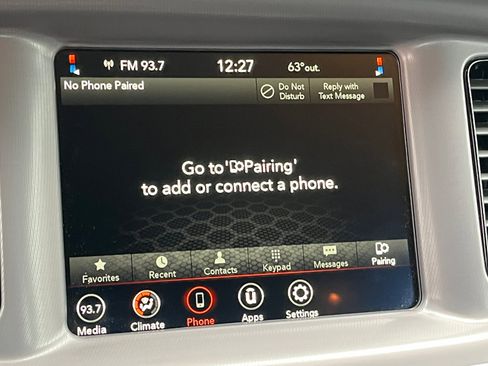 FM 93.7 12:27 63°out.
No Phone Paired
Do Not
Disturb
Reply with
Text Message
Go to 'Pairing'
to add or connect a phone.
Favorites Recent Contacts Keypad Messages Pairing
93.7
Media Climate Phone Apps Settings